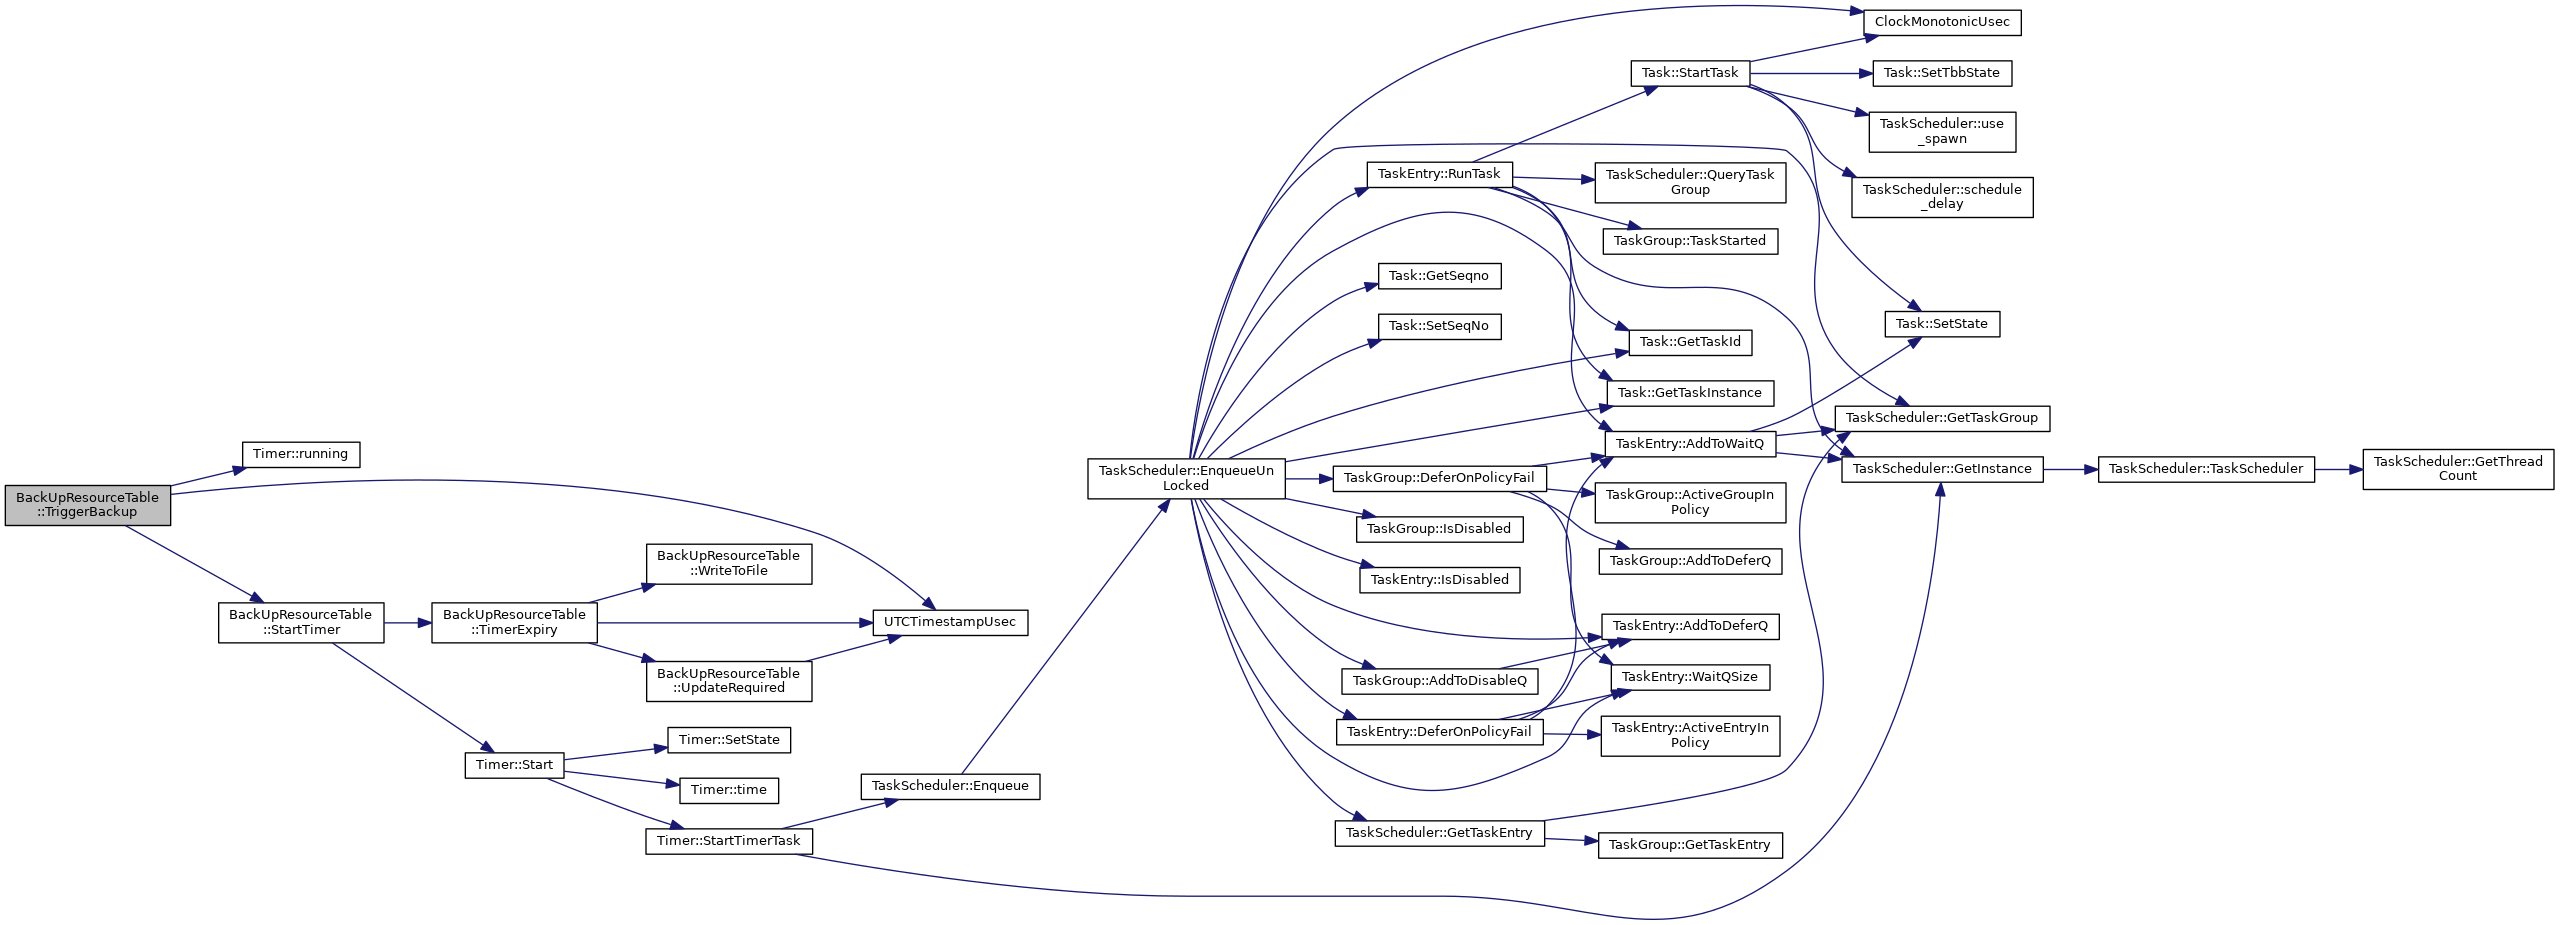 BackUpResourceTable
::TriggerBackup
Timer::running
BackUpResourceTable
::StartTimer
BackUpResourceTable
::TimerExpiry
BackUpResourceTable
::WriteToFile
BackUpResourceTable
::UpdateRequired
UTCTimestampUsec
Timer::Start
Timer::SetState
Timer::time
Timer::StartTimerTask
TaskScheduler::Enqueue
TaskScheduler::EnqueueUn
Locked
TaskEntry::RunTask
Task::GetSeqno
Task::SetSeqNo
TaskGroup::DeferOnPolicyFail
TaskGroup::IsDisabled
TaskEntry::IsDisabled
TaskGroup::AddToDisableQ
TaskEntry::DeferOnPolicyFail
TaskScheduler::GetTaskEntry
Task::StartTask
TaskScheduler::QueryTask
Group
TaskGroup::TaskStarted
Task::GetTaskId
Task::GetTaskInstance
TaskEntry::AddToWaitQ
TaskGroup::ActiveGroupIn
Policy
TaskGroup::AddToDeferQ
TaskEntry::AddToDeferQ
TaskEntry::WaitQSize
TaskEntry::ActiveEntryIn
Policy
TaskGroup::GetTaskEntry
ClockMonotonicUsec
Task::SetTbbState
TaskScheduler::use
_spawn
TaskScheduler::schedule
_delay
Task::SetState
TaskScheduler::GetTaskGroup
TaskScheduler::GetInstance
TaskScheduler::TaskScheduler
TaskScheduler::GetThread
Count